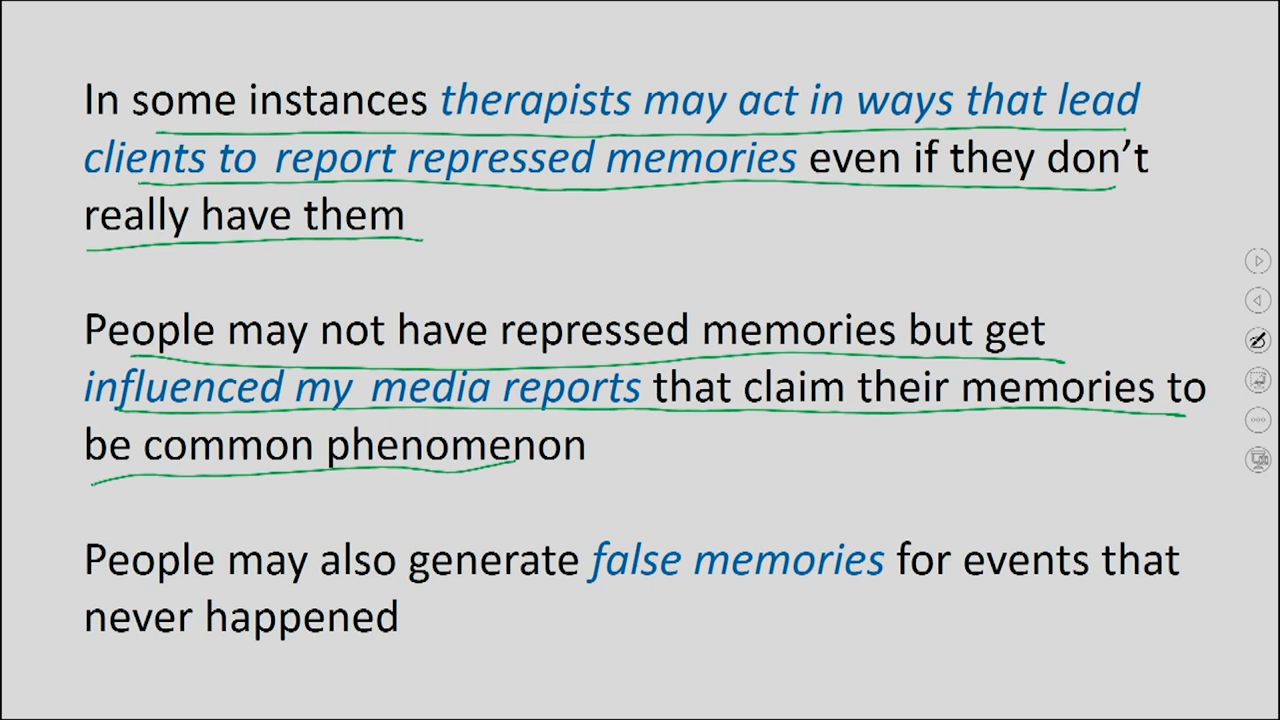 In some instances therapists may act in ways that lead
clients to report repressed memories even if they don’t
really have them
People may not have repressed memories but get
influenced my media reports that claim their memories to
be common phenomenon
People may also generate false memories for events that
never happened